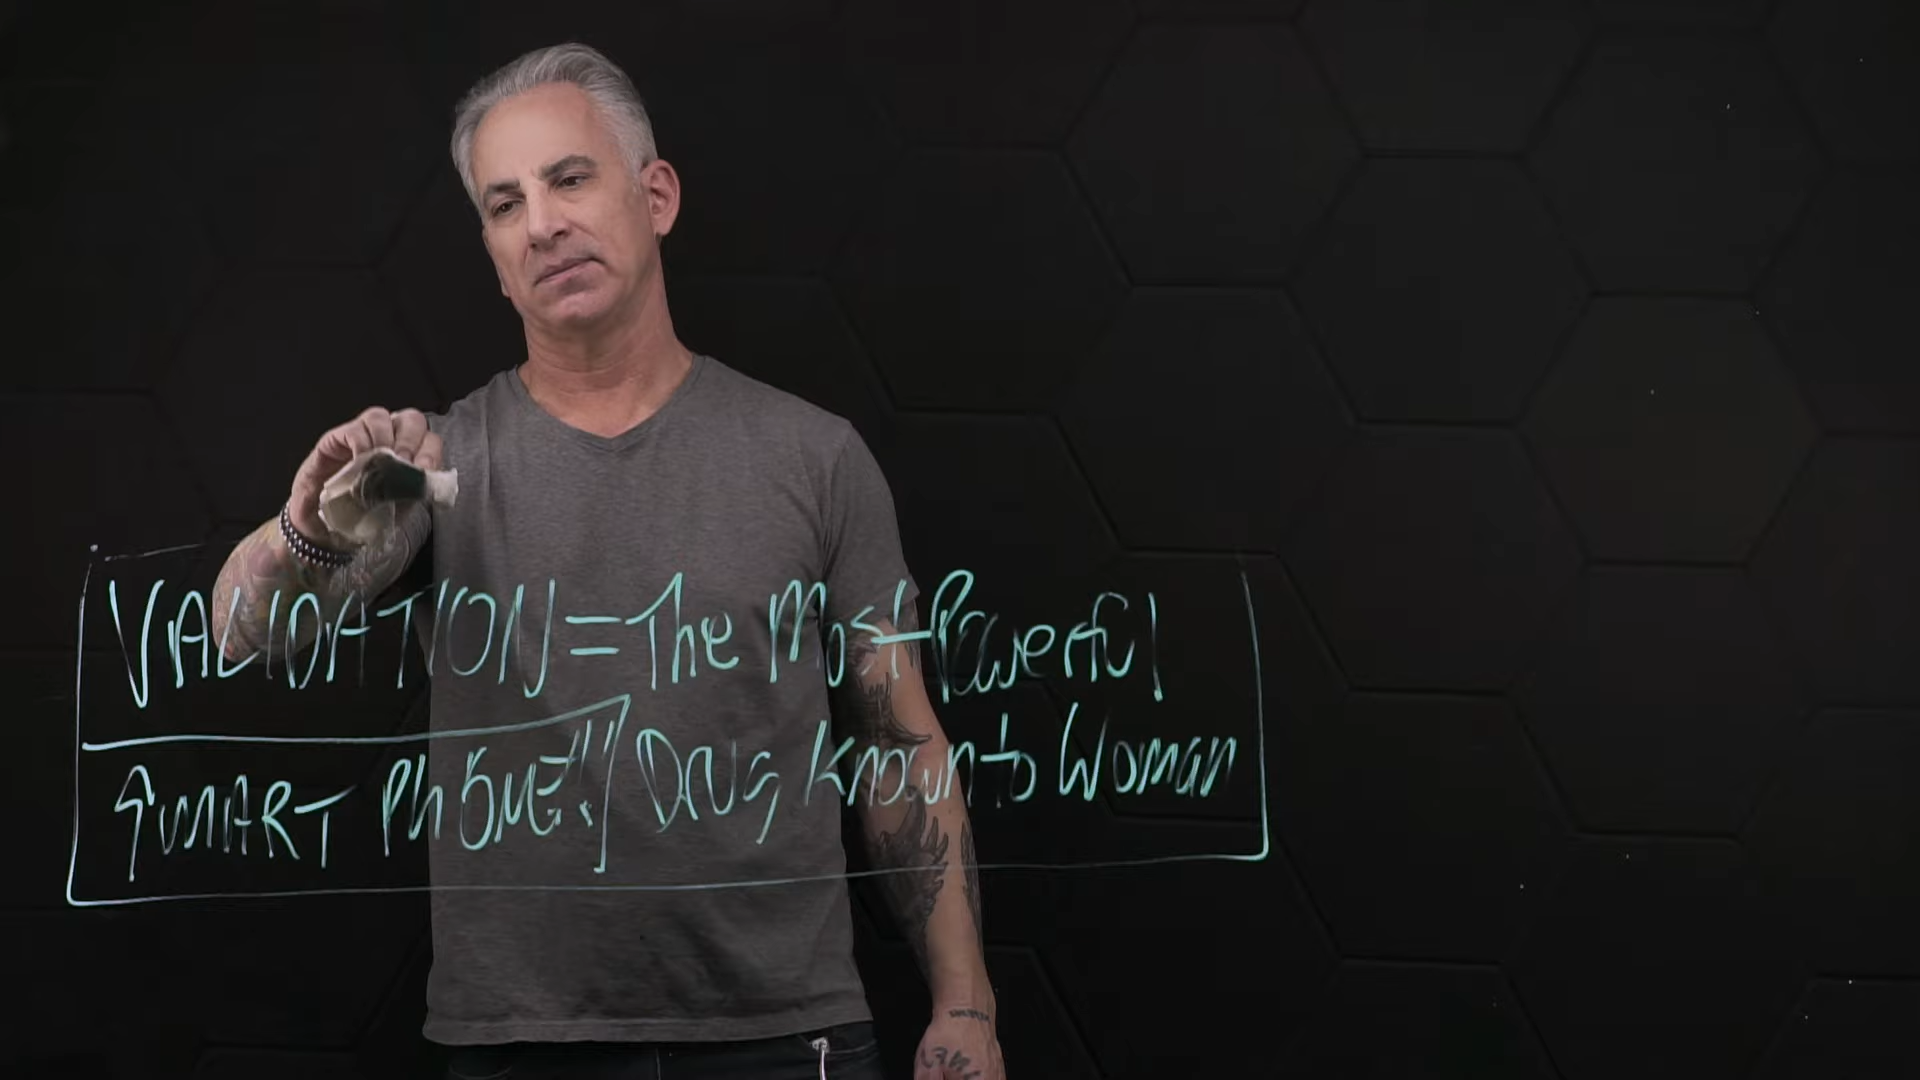 VALIDATION = The Most Powerful
SMART PHONE!! Drug Known to Woman